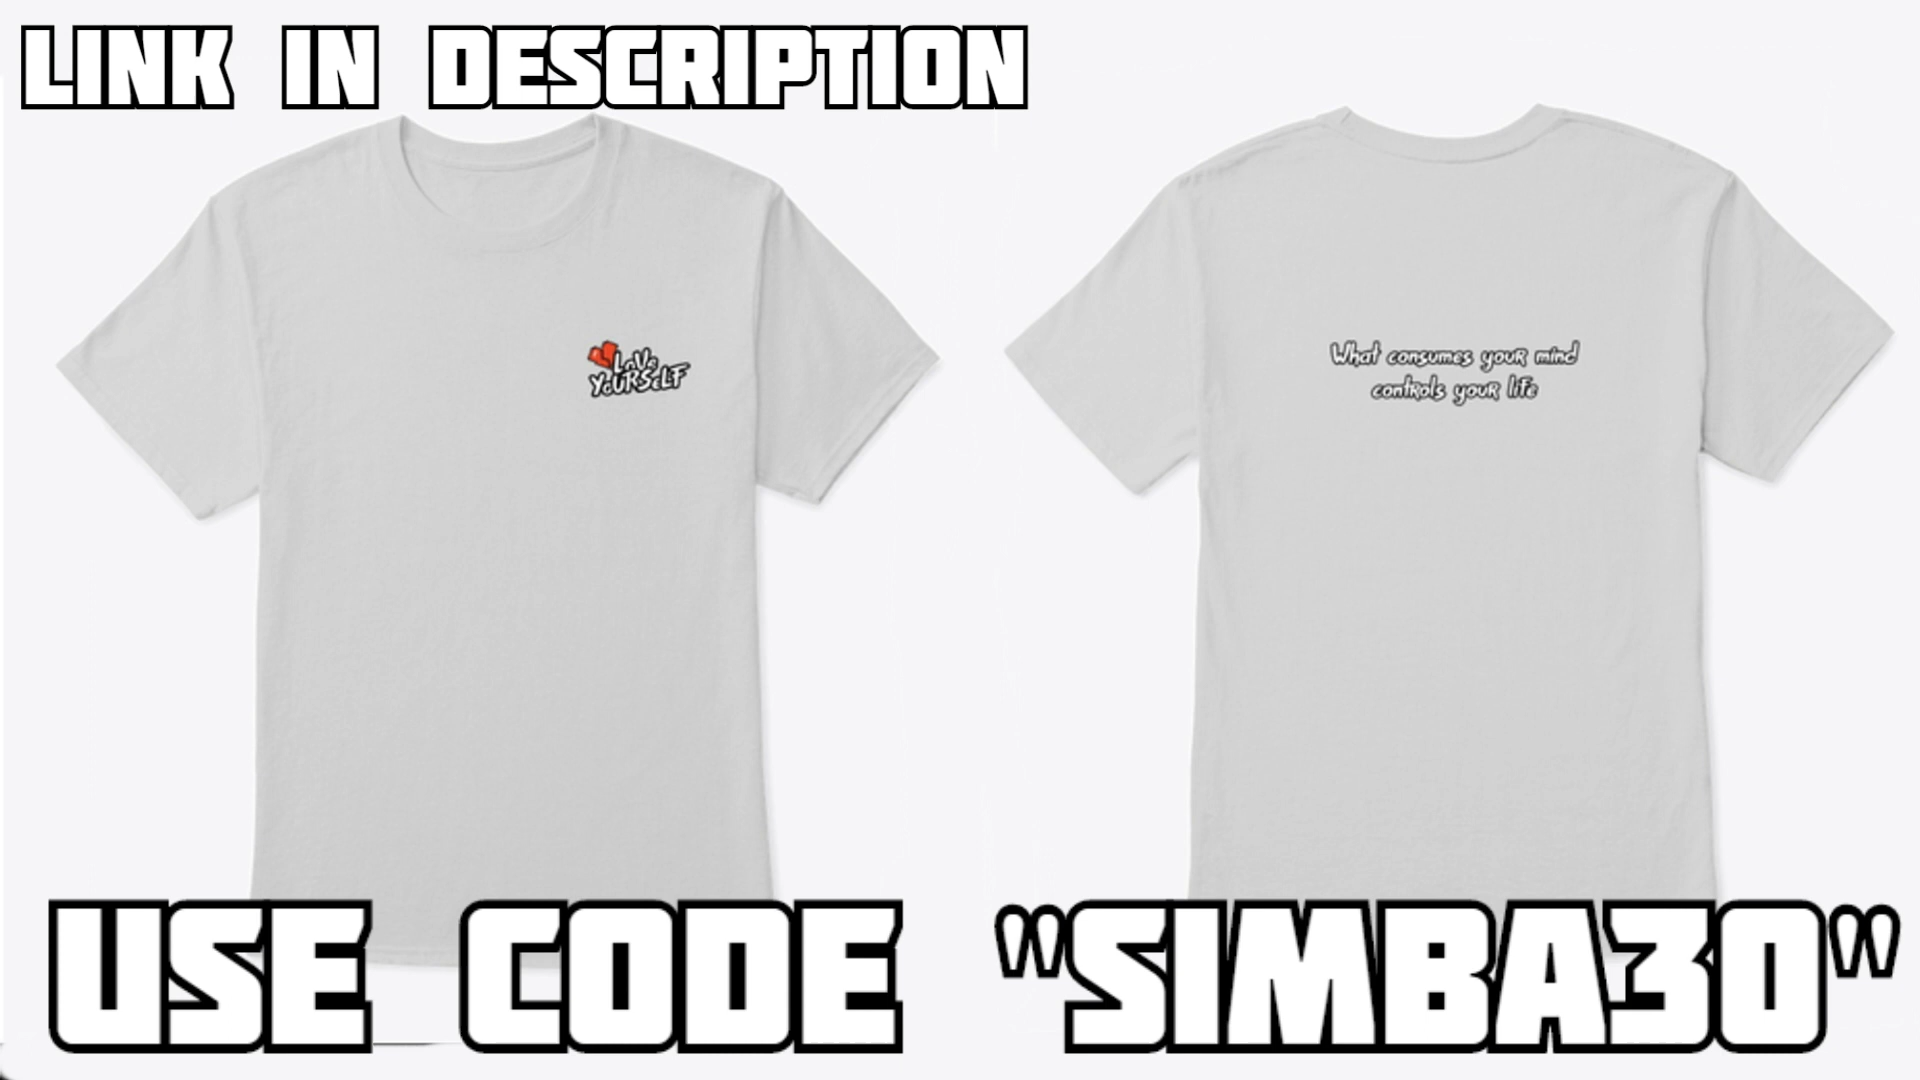 LINK IN DESCRIPTION
LoVe
YoURSeLF
What consumes youR mind
contRols youR life
USE CODE "SIMBA30"